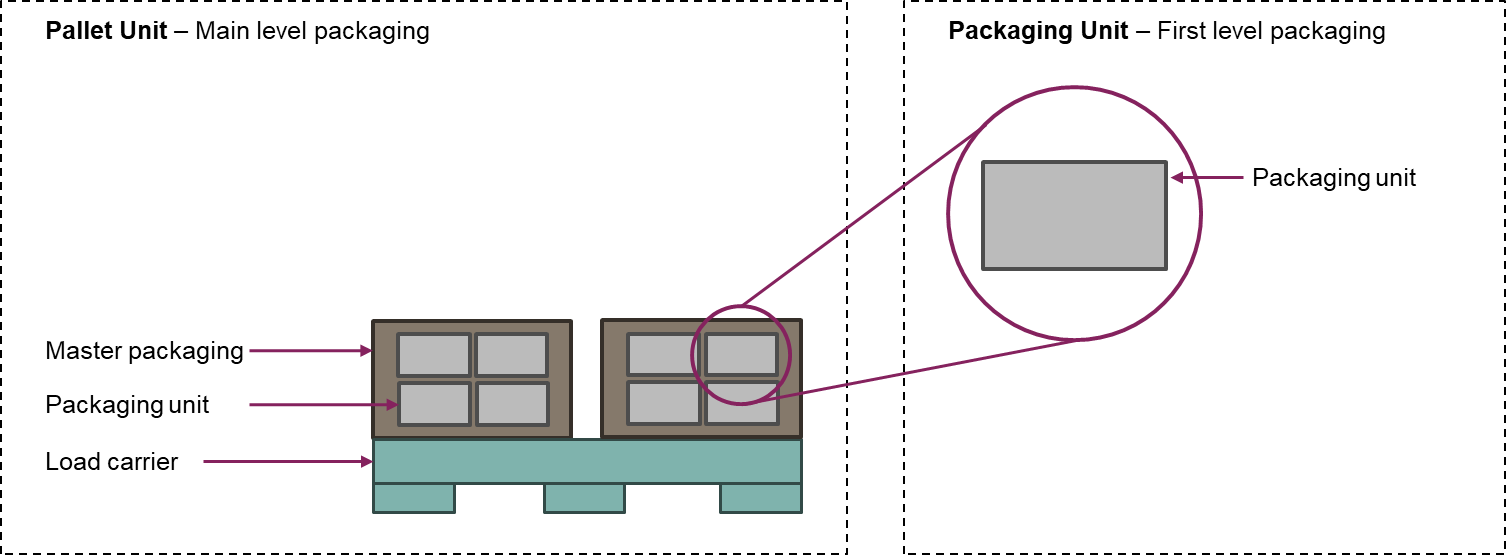 Pallet Unit – Main level packaging
Master packaging
Packaging unit
Load carrier
Packaging Unit – First level packaging
Packaging unit